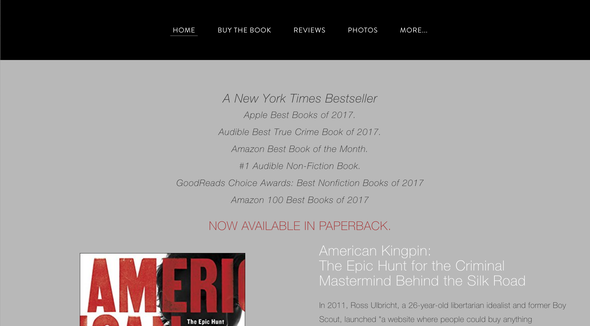 HOME BUY THE BOOK REVIEWS PHOTOS MORE...
A New York Times Bestseller
Apple Best Books of 2017.
Audible Best True Crime Book of 2017.
Amazon Best Book of the Month.
#1 Audible Non-Fiction Book.
GoodReads Choice Awards: Best Nonfiction Books of 2017
Amazon 100 Best Books of 2017
NOW AVAILABLE IN PAPERBACK.
AMERI
The Epic Hunt
American Kingpin:
The Epic Hunt for the Criminal
Mastermind Behind the Silk Road
In 2011, Ross Ulbricht, a 26-year-old libertarian idealist and former Boy
Scout, launched "a website where people could buy anything